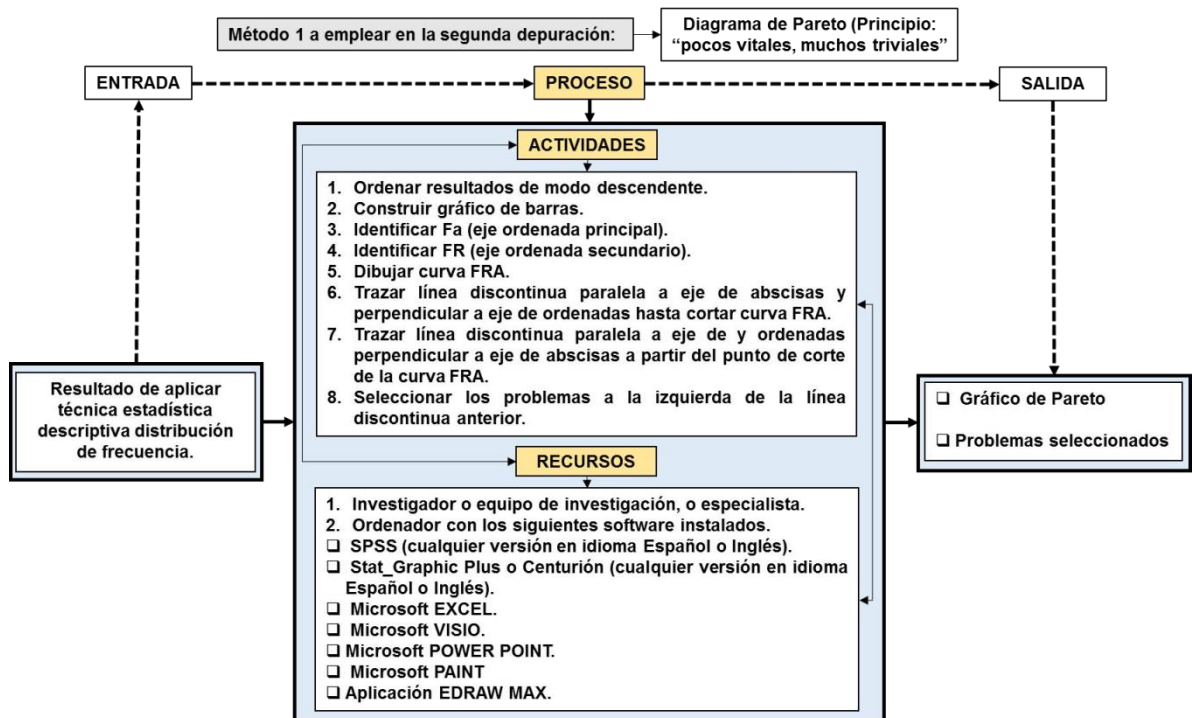 Método 1 a emplear en la segunda depuración:
Diagrama de Pareto (Principio:
“pocos vitales, muchos triviales”
ENTRADA
PROCESO
SALIDA
ACTIVIDADES
1. Ordenar resultados de modo descendente.
2. Construir gráfico de barras.
3. Identificar Fa (eje ordenada principal).
4. Identificar FR (eje ordenada secundario).
5. Dibujar curva FRA.
6. Trazar línea discontinua paralela a eje de abscisas y
perpendicular a eje de ordenadas hasta cortar curva FRA.
7. Trazar línea discontinua paralela a eje de y ordenadas
perpendicular a eje de abscisas a partir del punto de corte
de la curva FRA.
8. Seleccionar los problemas a la izquierda de la línea
discontinua anterior.
Resultado de aplicar
técnica estadística
descriptiva distribución
de frecuencia.
❑ Gráfico de Pareto
❑ Problemas seleccionados
RECURSOS
1. Investigador o equipo de investigación, o especialista.
2. Ordenador con los siguientes software instalados.
❑ SPSS (cualquier versión en idioma Español o Inglés).
❑ Stat_Graphic Plus o Centurión (cualquier versión en idioma
Español o Inglés).
❑ Microsoft EXCEL.
❑ Microsoft VISIO.
❑ Microsoft POWER POINT.
❑ Microsoft PAINT
❑ Aplicación EDRAW MAX.